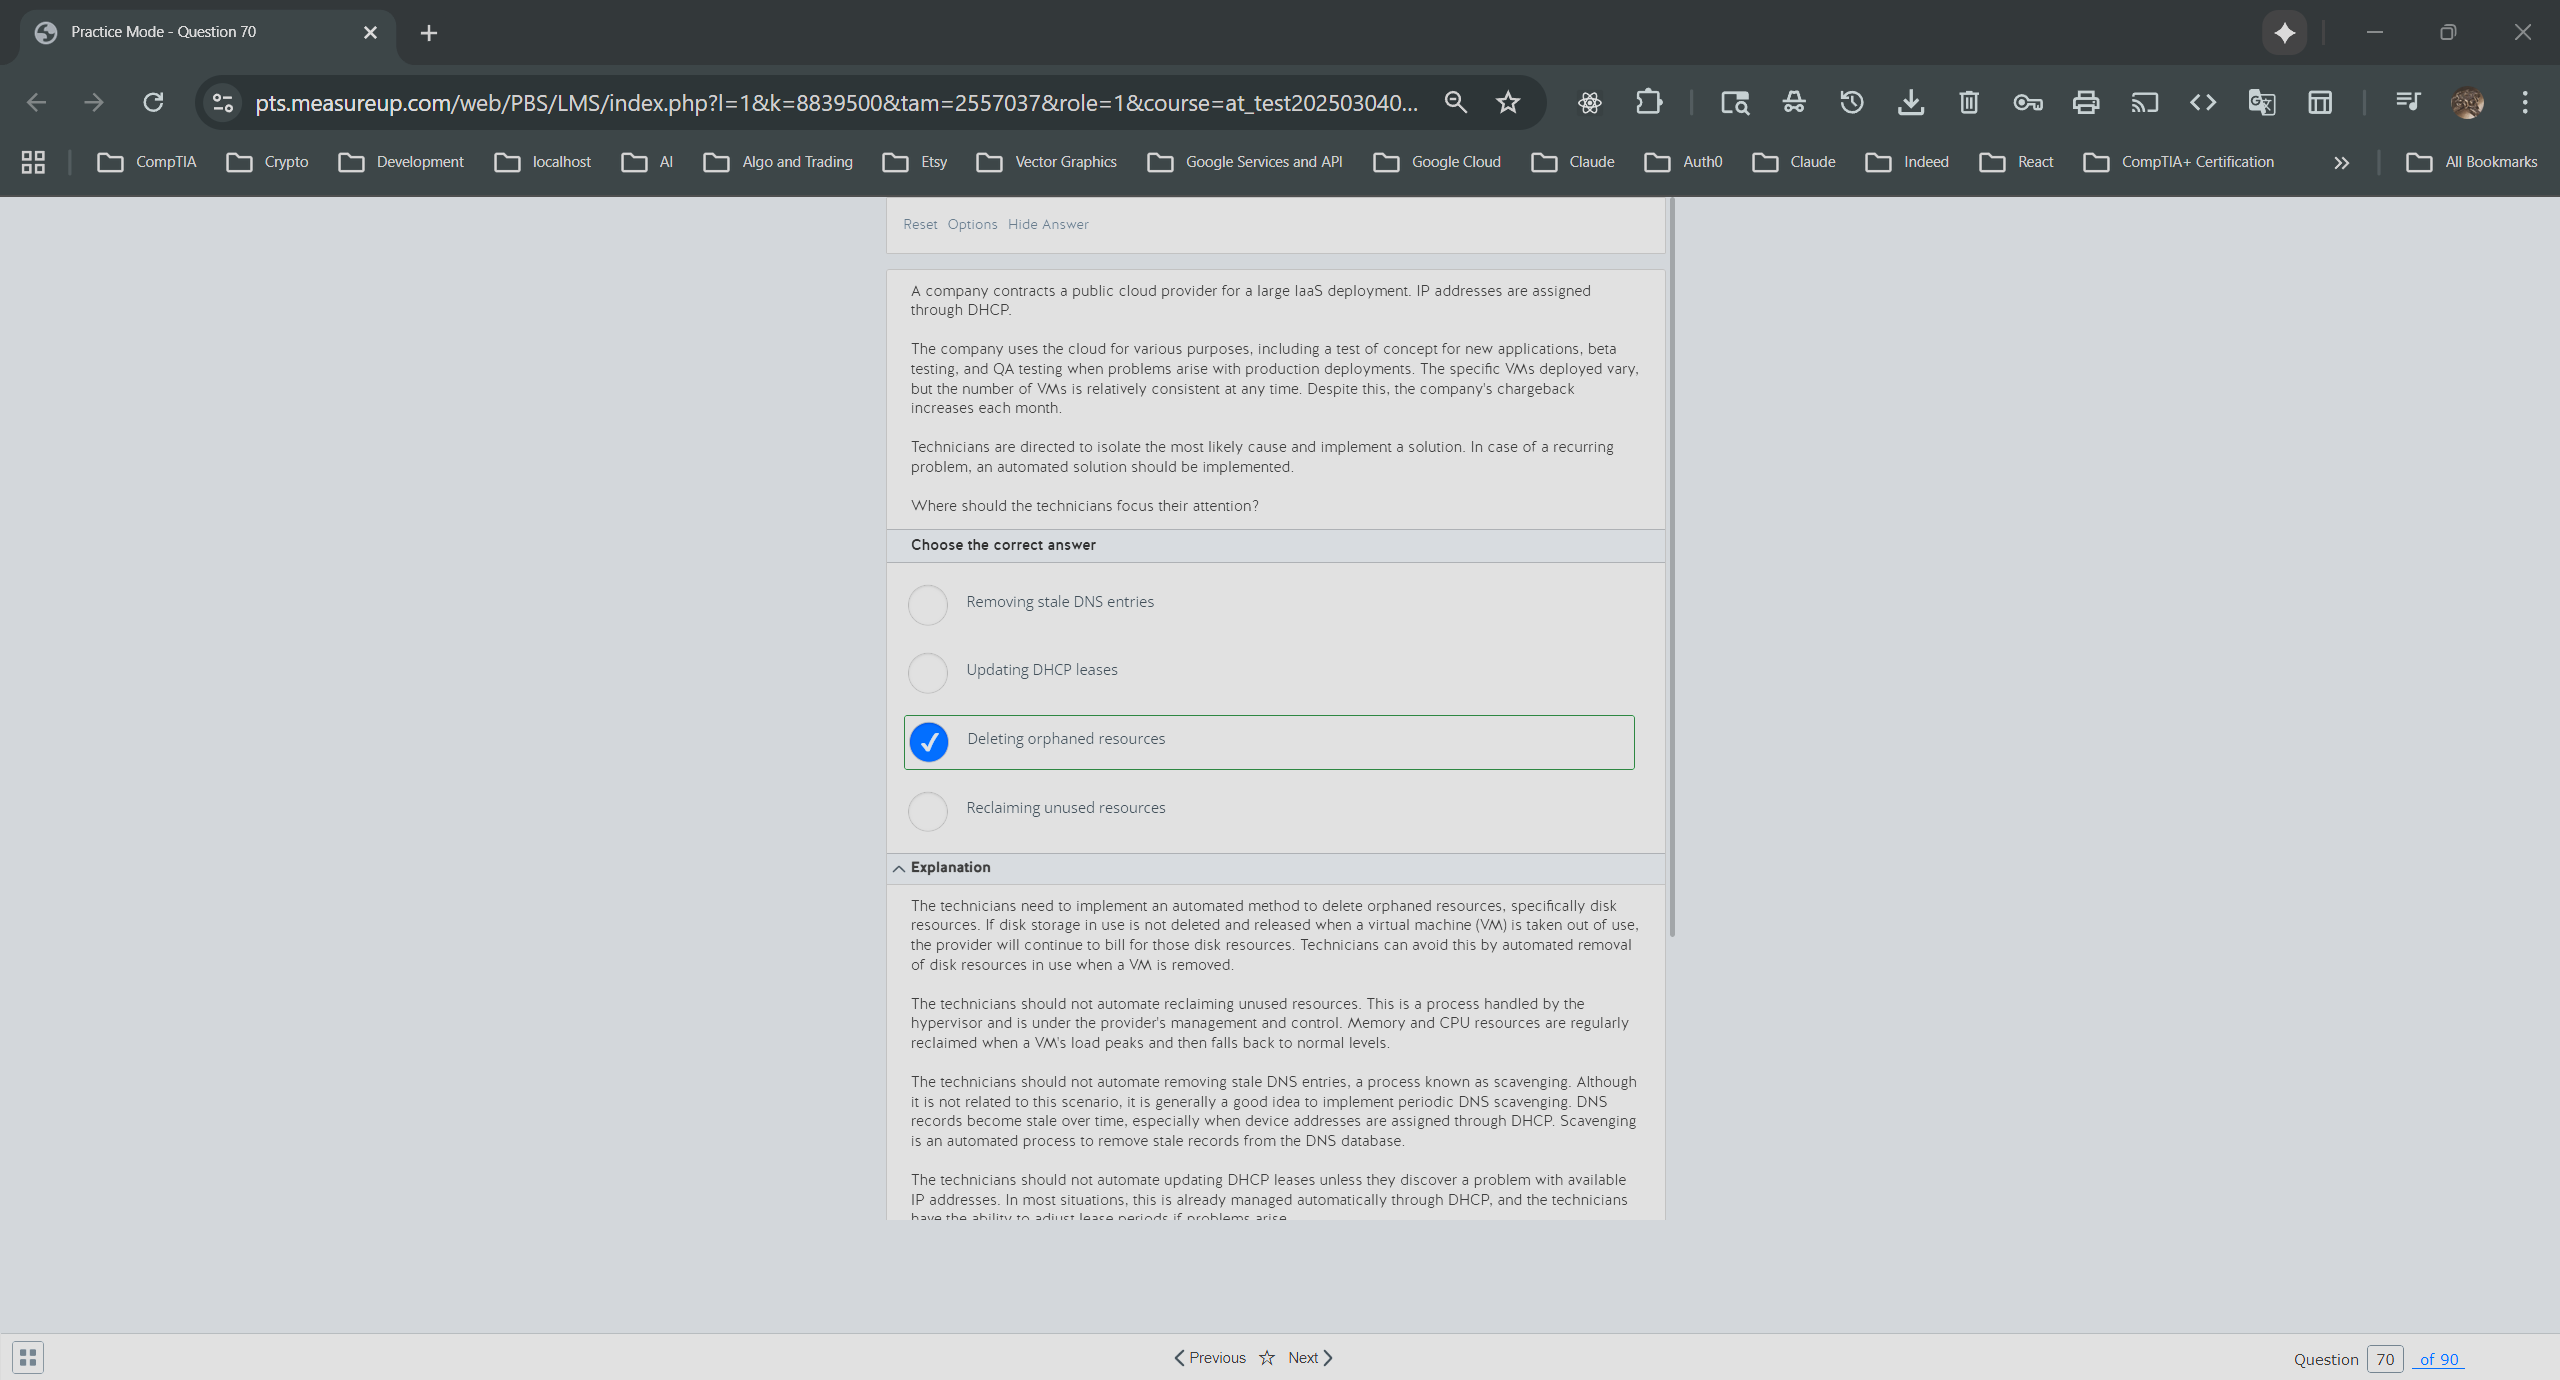 Practice Mode - Question 70
pts.measureup.com/web/PBS/LMS/index.php?l=1&k=8839500&tam=2557037&role=1&course=at_test202503040...
CompTIA
Crypto
Development
localhost
AI
Algo and Trading
Etsy
Vector Graphics
Google Services and API
Google Cloud
Claude
Auth0
Claude
Indeed
React
CompTIA+ Certification
All Bookmarks
Reset Options Hide Answer
A company contracts a public cloud provider for a large IaaS deployment. IP addresses are assigned
through DHCP.
The company uses the cloud for various purposes, including a test of concept for new applications, beta
testing, and QA testing when problems arise with production deployments. The specific VMs deployed vary,
but the number of VMs is relatively consistent at any time. Despite this, the company's chargeback
increases each month.
Technicians are directed to isolate the most likely cause and implement a solution. In case of a recurring
problem, an automated solution should be implemented.
Where should the technicians focus their attention?
Choose the correct answer
Removing stale DNS entries
Updating DHCP leases
Deleting orphaned resources
Reclaiming unused resources
Explanation
The technicians need to implement an automated method to delete orphaned resources, specifically disk
resources. If disk storage in use is not deleted and released when a virtual machine (VM) is taken out of use,
the provider will continue to bill for those disk resources. Technicians can avoid this by automated removal
of disk resources in use when a VM is removed.
The technicians should not automate reclaiming unused resources. This is a process handled by the
hypervisor and is under the provider's management and control. Memory and CPU resources are regularly
reclaimed when a VM's load peaks and then falls back to normal levels.
The technicians should not automate removing stale DNS entries, a process known as scavenging. Although
it is not related to this scenario, it is generally a good idea to implement periodic DNS scavenging. DNS
records become stale over time, especially when device addresses are assigned through DHCP. Scavenging
is an automated process to remove stale records from the DNS database.
The technicians should not automate updating DHCP leases unless they discover a problem with available
IP addresses. In most situations, this is already managed automatically through DHCP, and the technicians
have the ability to adjust lease periods if problems arise.
Previous
Next
Question 70 of 90